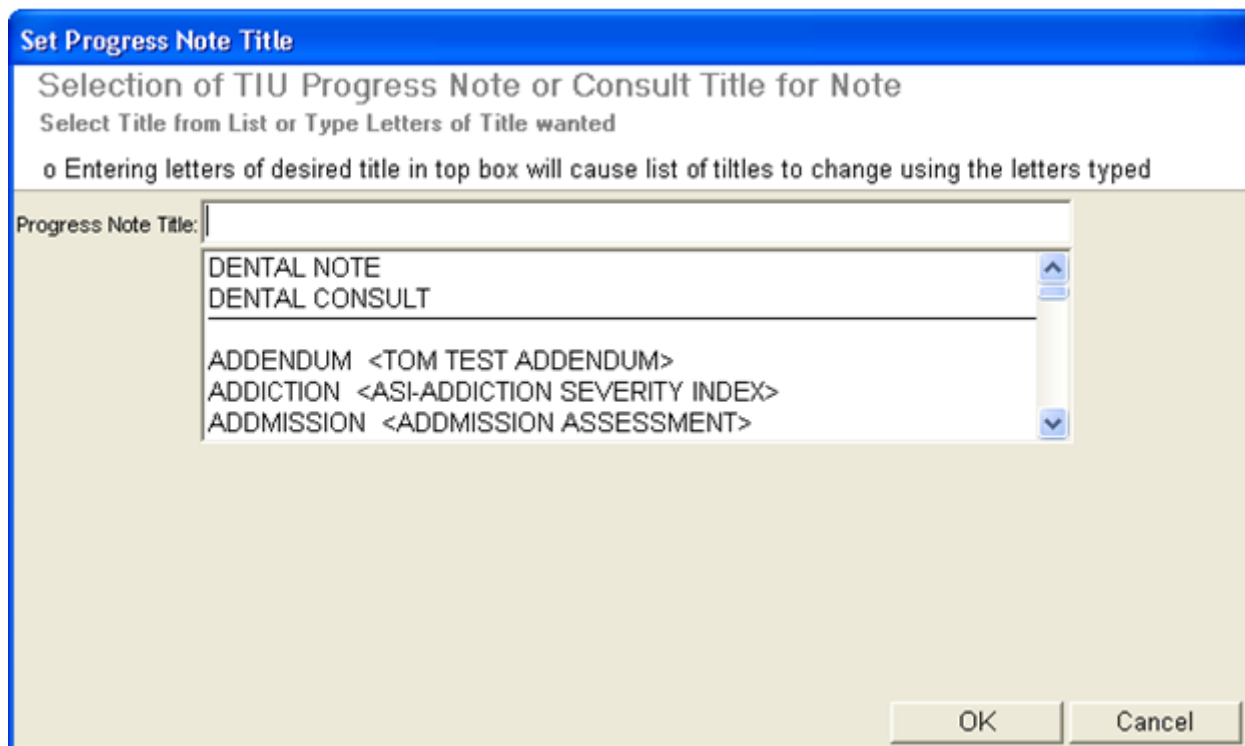 Set Progress Note Title
Selection of TIU Progress Note or Consult Title for Note
Select Title from List or Type Letters of Title wanted
o Entering letters of desired title in top box will cause list of tiltles to change using the letters typed
Progress Note Title:
DENTAL NOTE
DENTAL CONSULT
ADDENDUM <TOM TEST ADDENDUM>
ADDICTION <ASI-ADDICTION SEVERITY INDEX>
ADDMISSION <ADDMISSION ASSESSMENT>
OK Cancel